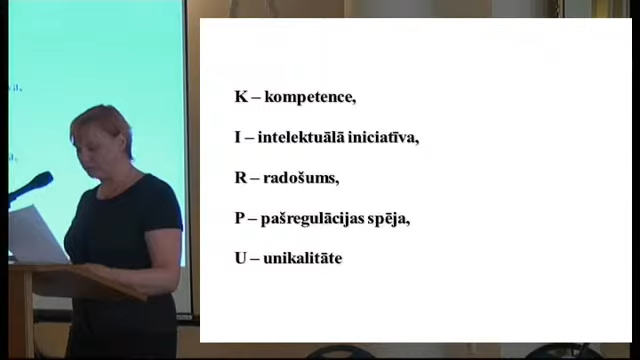 K – kompetence,
I – intelektuālā iniciatīva,
R – radošums,
P – pašregulācijas spēja,
U – unikalitāte